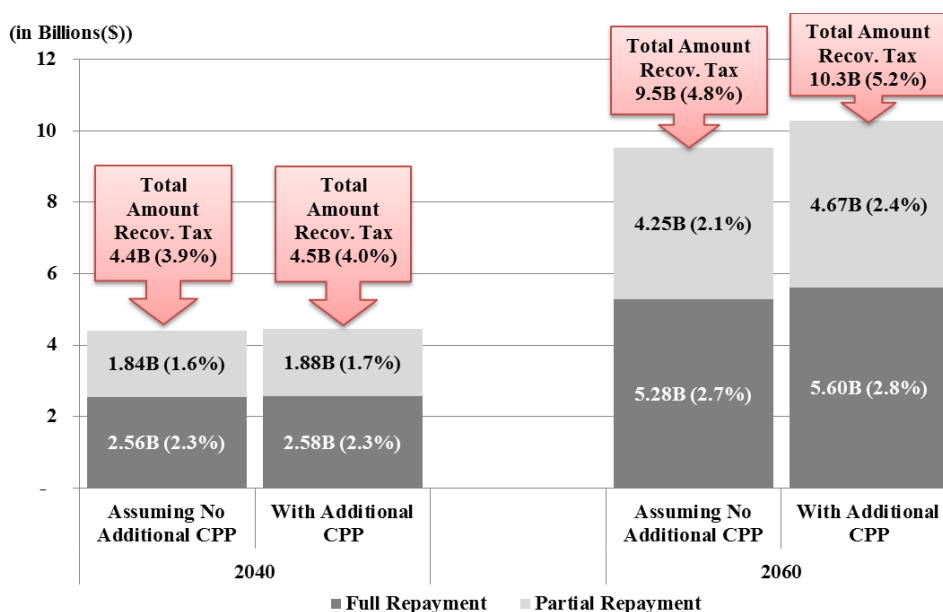 (in Billions($))
12
10
8
6
4
2
-
Total
Amount
Recov. Tax
4.4B (3.9%)
Total
Amount
Recov. Tax
4.5B (4.0%)
Total Amount
Recov. Tax
9.5B (4.8%)
Total Amount
Recov. Tax
10.3B (5.2%)
1.84B (1.6%)
1.88B (1.7%)
4.25B (2.1%)
4.67B (2.4%)
2.56B (2.3%)
2.58B (2.3%)
5.28B (2.7%)
5.60B (2.8%)
Assuming No
Additional CPP
With Additional
CPP
Assuming No
Additional CPP
With Additional
CPP
2040
2060
Full Repayment
Partial Repayment